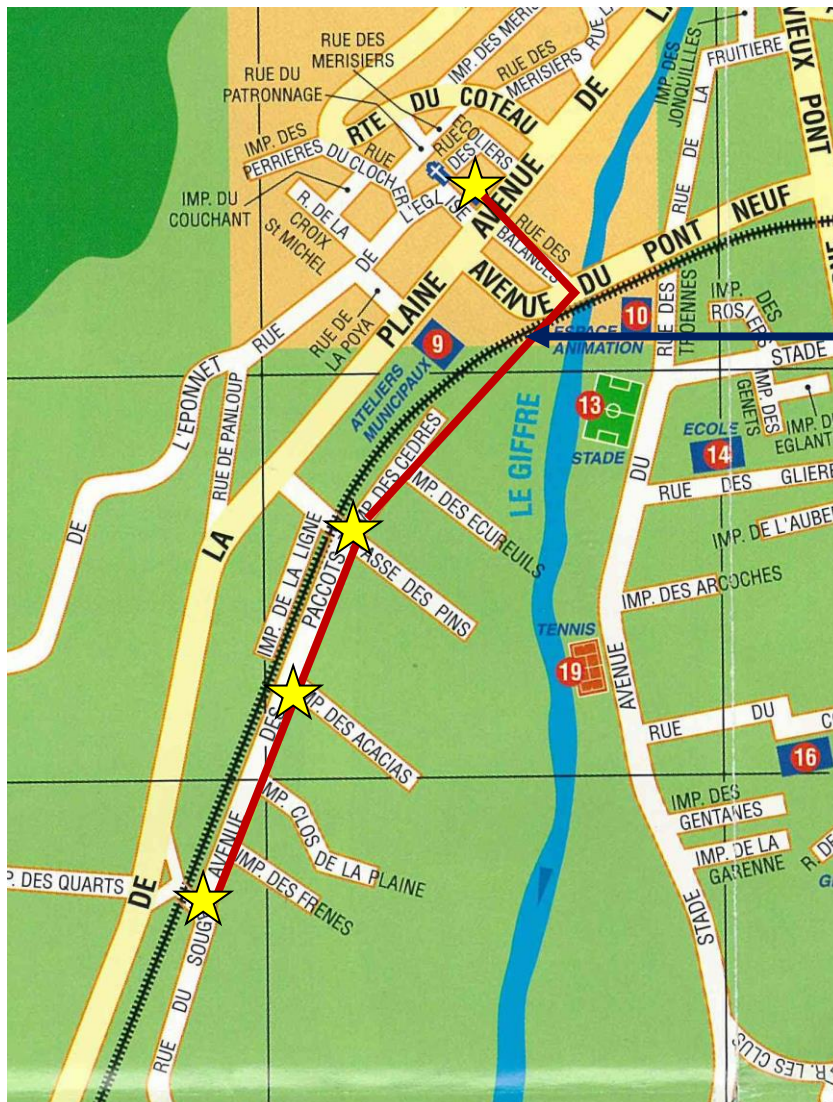 RUE DES
MERISIERS
IMP. DES MERIS
RUE DU
PATRONNAGE
RUE DES
MERISIERS
RTE DU COTEAU
IMP. DES
PERRIERES
RUE
DU CLOCHER
RUE
DES
ECOLIERS
IMP. DU
COUCHANT
R. DE LA
CROIX
St MICHEL
L'EGLISE
DE
RUE
AVENUE DE LA
PLAINE
RUE DES
BALANCES
AVENUE DU PONT NEUF
IMP. DES
JONQUILLLES
RUE DE LA
FRUITIERE
VIEUX PONT
RUE DE
LA POYA
9
ATELIERS
MUNICIPAUX
10
ESPACE
ANIMATION
RUE DES
TROENNES
IMP. DES
ROSIERS
STADE
IMP. DES
GENETS
IMP. D
EGLANT
13
STADE
LE GIFFRE
ECOLE
14
RUE DES GLIERE
IMP. DE L'AUBE
IMP. DES ARCOCHES
L'EPONNET
DE
RUE DE PANLOUP
LA
DE
IMP. DES CEDRES
IMP. DES ECUREUILS
ASSE DES PINS
IMP. DE LA LIGNE
PACCOTS
DES
AVENUE
IMP. DES ACACIAS
IMP. CLOS DE LA PLAINE
IMP. DES FRENES
P. DES QUARTS
RUE DU SOUG
TENNIS
19
AVENUE
DU
STADE
RUE DU C
16
IMP. DES
GENTANES
IMP. DE LA
GARENNE
R. DE
G
C.R. LES CLUS